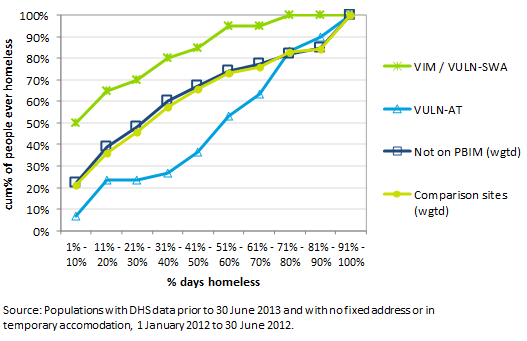 100%
90%
80%
70%
60%
50%
40%
30%
20%
10%
0%
cum% of people ever homeless
1% - 11% - 21% - 31% - 41% - 51% - 61% - 71% - 81% - 91% -
10% 20% 30% 40% 50% 60% 70% 80% 90% 100%
% days homeless
VIM / VULN-SWA
VULN-AT
Not on PBIM (wgtd)
Comparison sites
(wgtd)
Source: Populations with DHS data prior to 30 June 2013 and with no fixed address or in
temporary accomodation, 1 January 2012 to 30 June 2012.